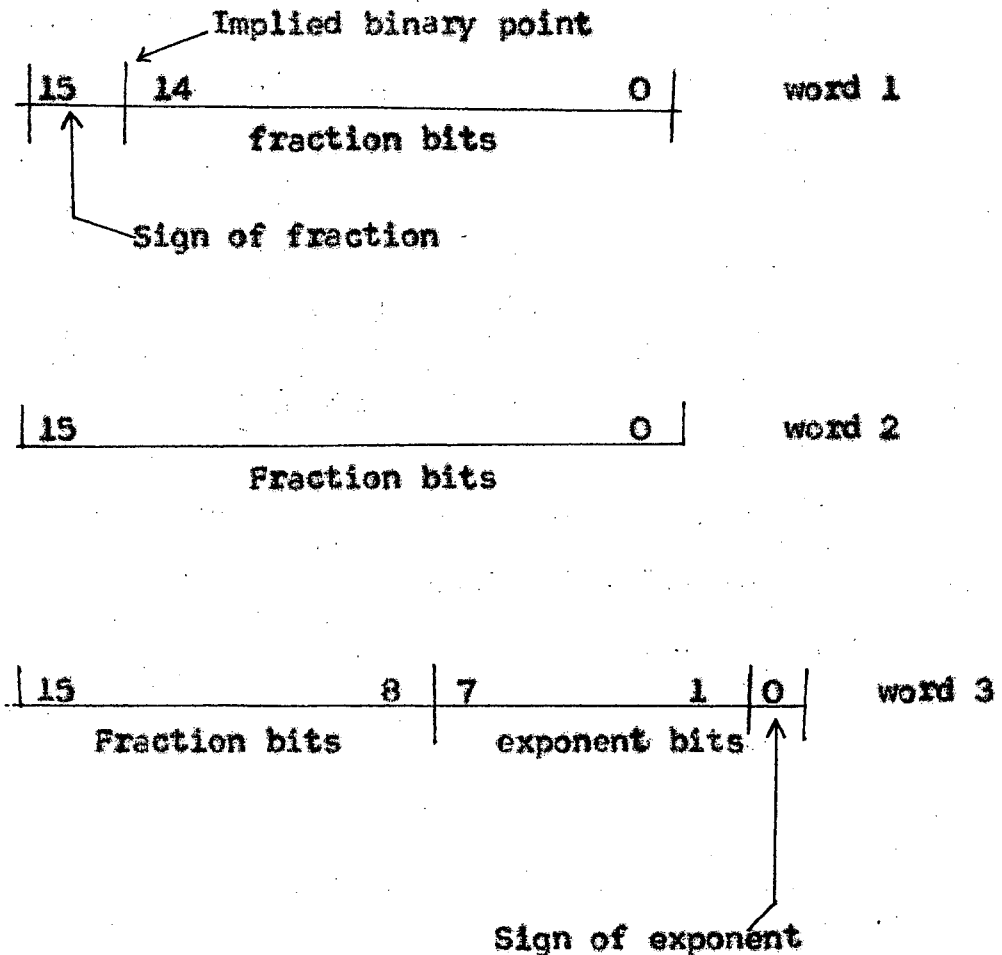 Implied binary point
15 14 0 word 1
fraction bits
Sign of fraction
15 0 word 2
Fraction bits
15 8 7 1 0 word 3
Fraction bits exponent bits
Sign of exponent